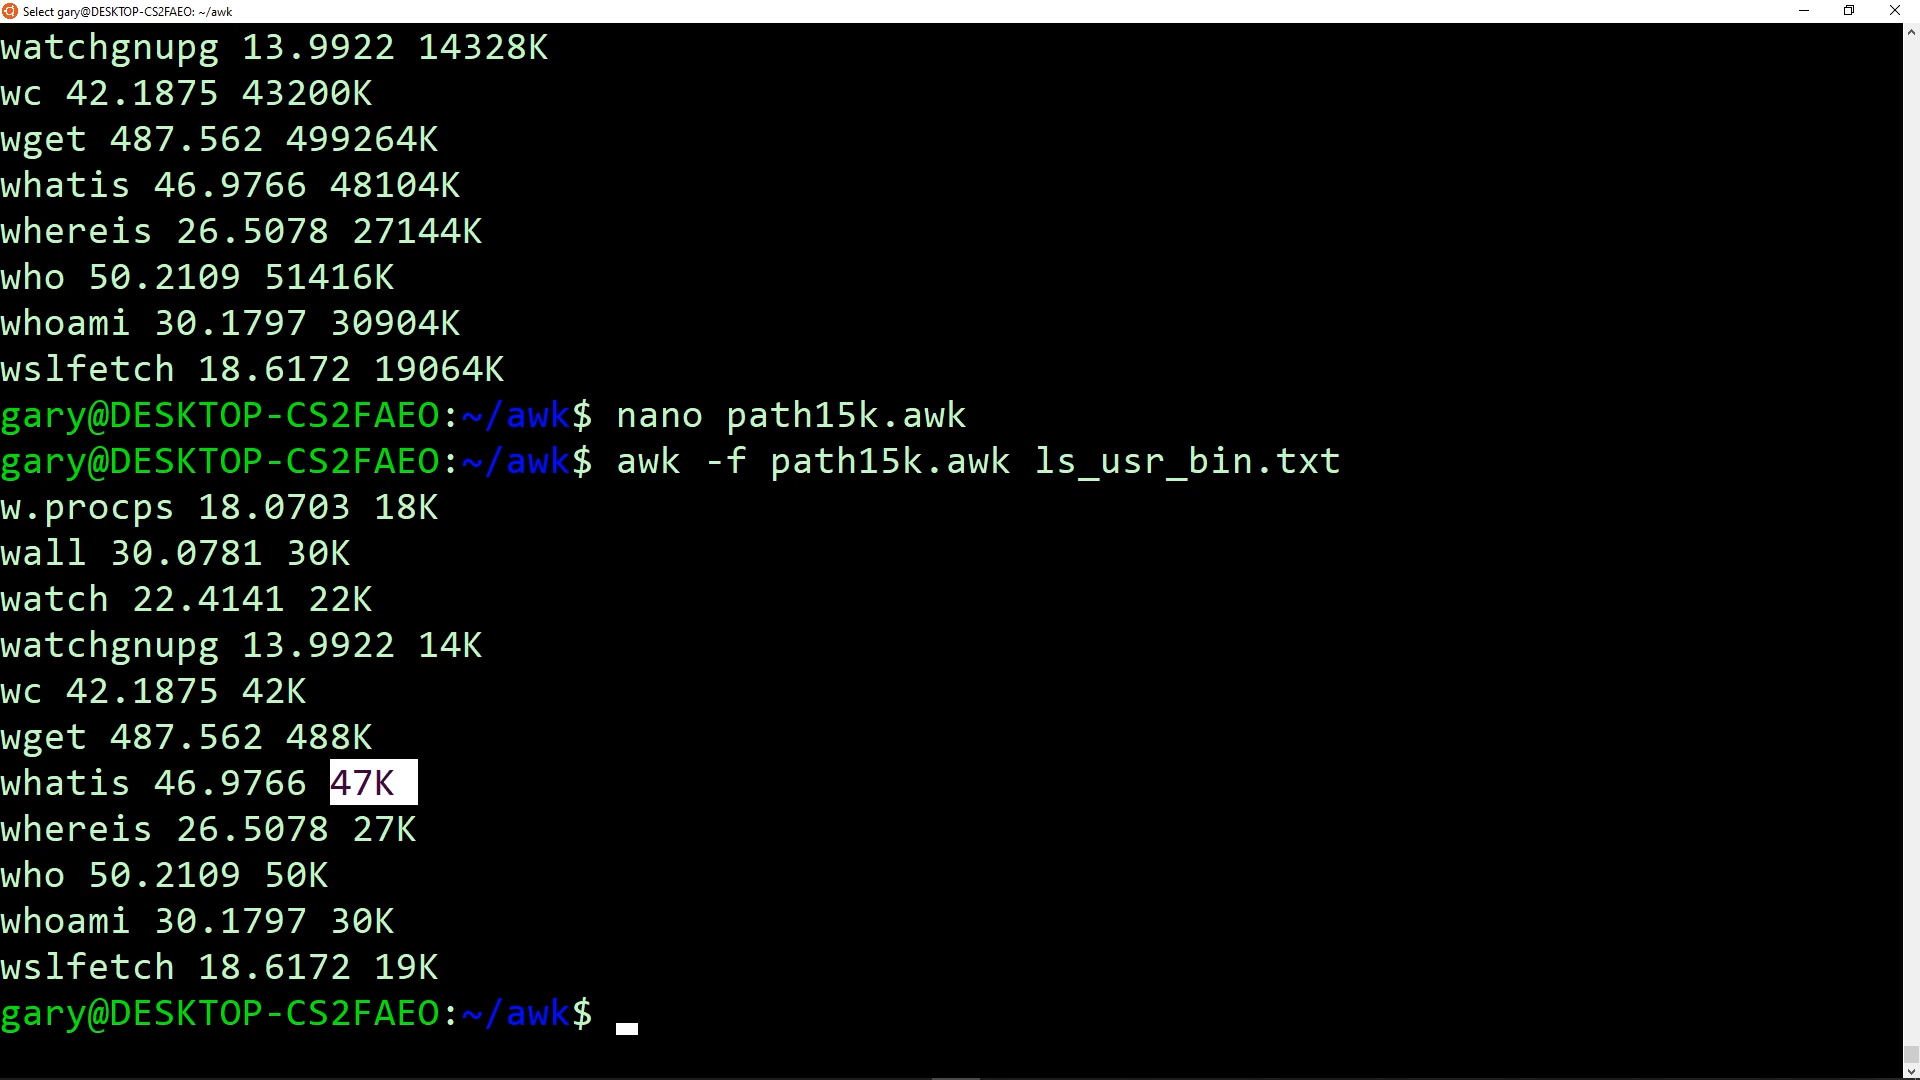 Select gary@DESKTOP-CS2FAEO: ~/awk
watchgnupg 13.9922 14328K
wc 42.1875 43200K
wget 487.562 499264K
whatis 46.9766 48104K
whereis 26.5078 27144K
who 50.2109 51416K
whoami 30.1797 30904K
wslfetch 18.6172 19064K
gary@DESKTOP-CS2FAEO:~/awk$ nano path15k.awk
gary@DESKTOP-CS2FAEO:~/awk$ awk -f path15k.awk ls_usr_bin.txt
w.procps 18.0703 18K
wall 30.0781 30K
watch 22.4141 22K
watchgnupg 13.9922 14K
wc 42.1875 42K
wget 487.562 488K
whatis 46.9766 47K
whereis 26.5078 27K
who 50.2109 50K
whoami 30.1797 30K
wslfetch 18.6172 19K
gary@DESKTOP-CS2FAEO:~/awk$